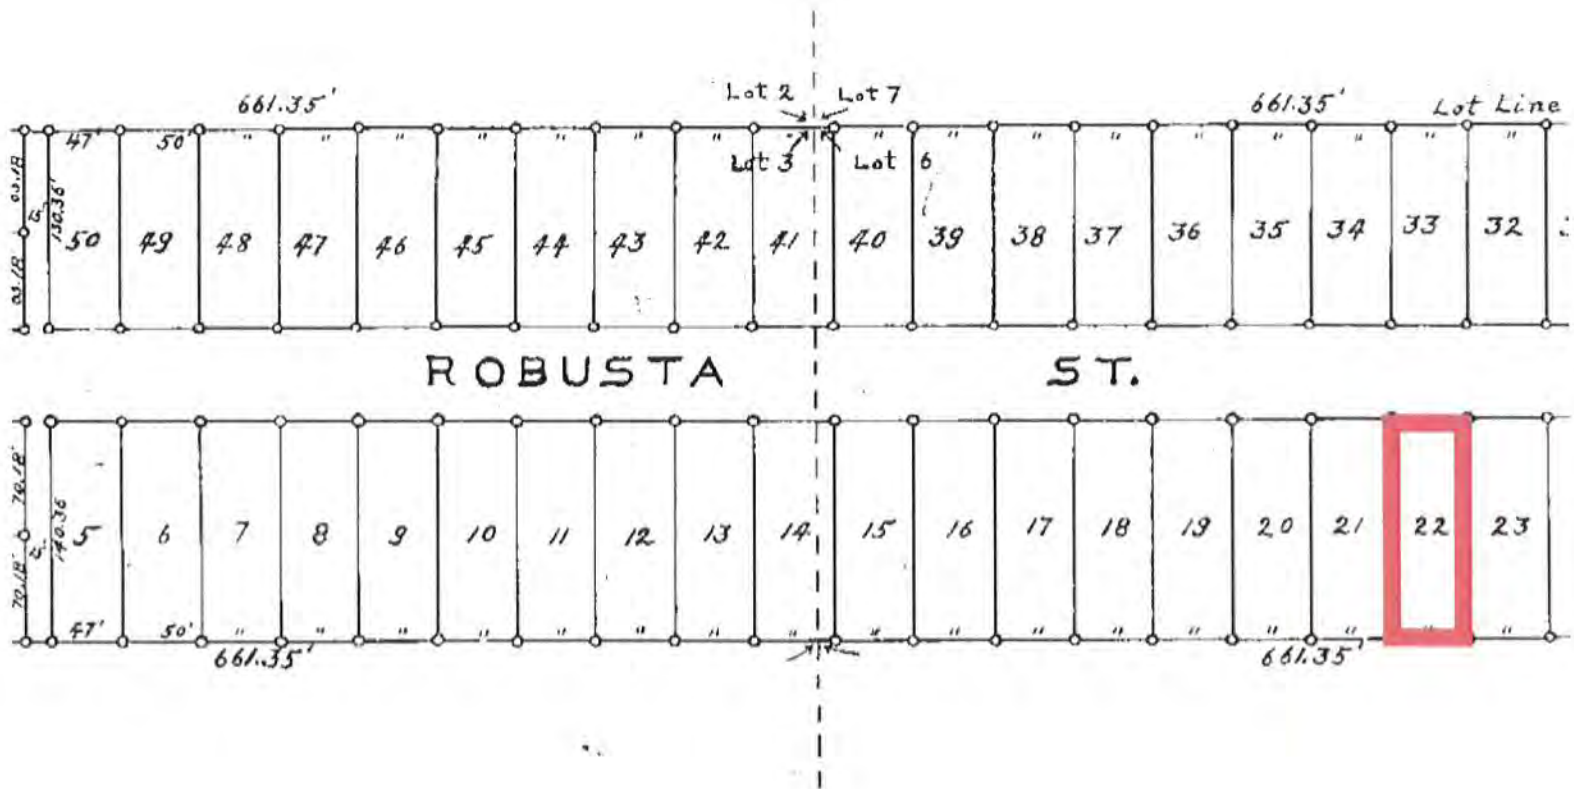 Lot 2 Lot 7
661.35' 661.35' Lot Line
47' 50' " " " " " " " " " " " " " " " "
Lot 3 Lot 6
130.36'
50 49 48 47 46 45 44 43 42 41 40 39 38 37 36 35 34 33 32
ROBUSTA ST.
70.18' 70.18'
140.36
5 6 7 8 9 10 11 12 13 14 15 16 17 18 19 20 21 22 23
47' 50' " " " " " " " " " " " " " " " " "
661.35' 661.35'